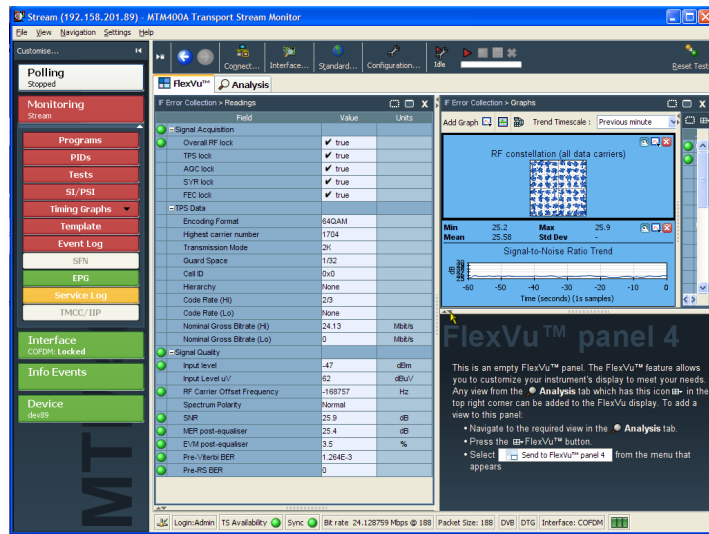 Stream (192.158.201.89) - MTM400A Transport Stream Monitor
File View Navigation Settings Help
Customise...
Polling
Stopped
Connect... Interface... Standard... Configuration... Idle Reset Test
FlexVu™ Analysis
Monitoring
Stream
Programs
PIDs
Tests
SI/PSI
Timing Graphs
Template
Event Log
SFN
EPG
Service Log
TMCC/IIP
Interface
COFDM: Locked
Info Events
Device
dev89
MTM
IF Error Collection > Readings
Field Value Units
Signal Acquisition
Overall RF lock true
TPS lock true
AGC lock true
SYR lock true
FEC lock true
TPS Data
Encoding Format 64QAM
Highest carrier number 1704
Transmission Mode 2K
Guard Space 1/32
Cell ID 0x0
Hierarchy None
Code Rate (Hi) 2/3
Code Rate (Lo) None
Nominal Gross Bitrate (Hi) 24.13 Mbit/s
Nominal Gross Bitrate (Lo) 0 Mbit/s
Signal Quality
Input level -47 dBm
Input Level uV 62 dBuV
RF Carrier Offset Frequency -168757 Hz
Spectrum Polarity Normal
SNR 25.9 dB
MER post-equaliser 25.4 dB
EVM post-equaliser 3.5 %
Pre-Viterbi BER 1.264E-3
Pre-RS BER 0
IF Error Collection > Graphs
Add Graph Trend Timescale : Previous minute
RF constellation (all data carriers)
Min 25.2 Max 25.9
Mean 25.58 Std Dev -
Signal-to-Noise Ratio Trend
dB
-60 -50 -40 -30 -20 -10 0
Time (seconds) (1s samples)
FlexVu™ panel 4
This is an empty FlexVu™ panel. The FlexVu™ feature allows
you to customize your instrument's display to meet your needs.
Any view from the Analysis tab which has this icon in the
top right corner can be added to the FlexVu display. To add a
view to this panel:
• Navigate to the required view in the Analysis tab.
• Press the FlexVu™ button.
• Select Send to FlexVu™ panel 4 from the menu that
appears
Login:Admin TS Availability Sync Bit rate 24.128759 Mbps @ 188 Packet Size: 188 DVB DTG Interface: COFDM